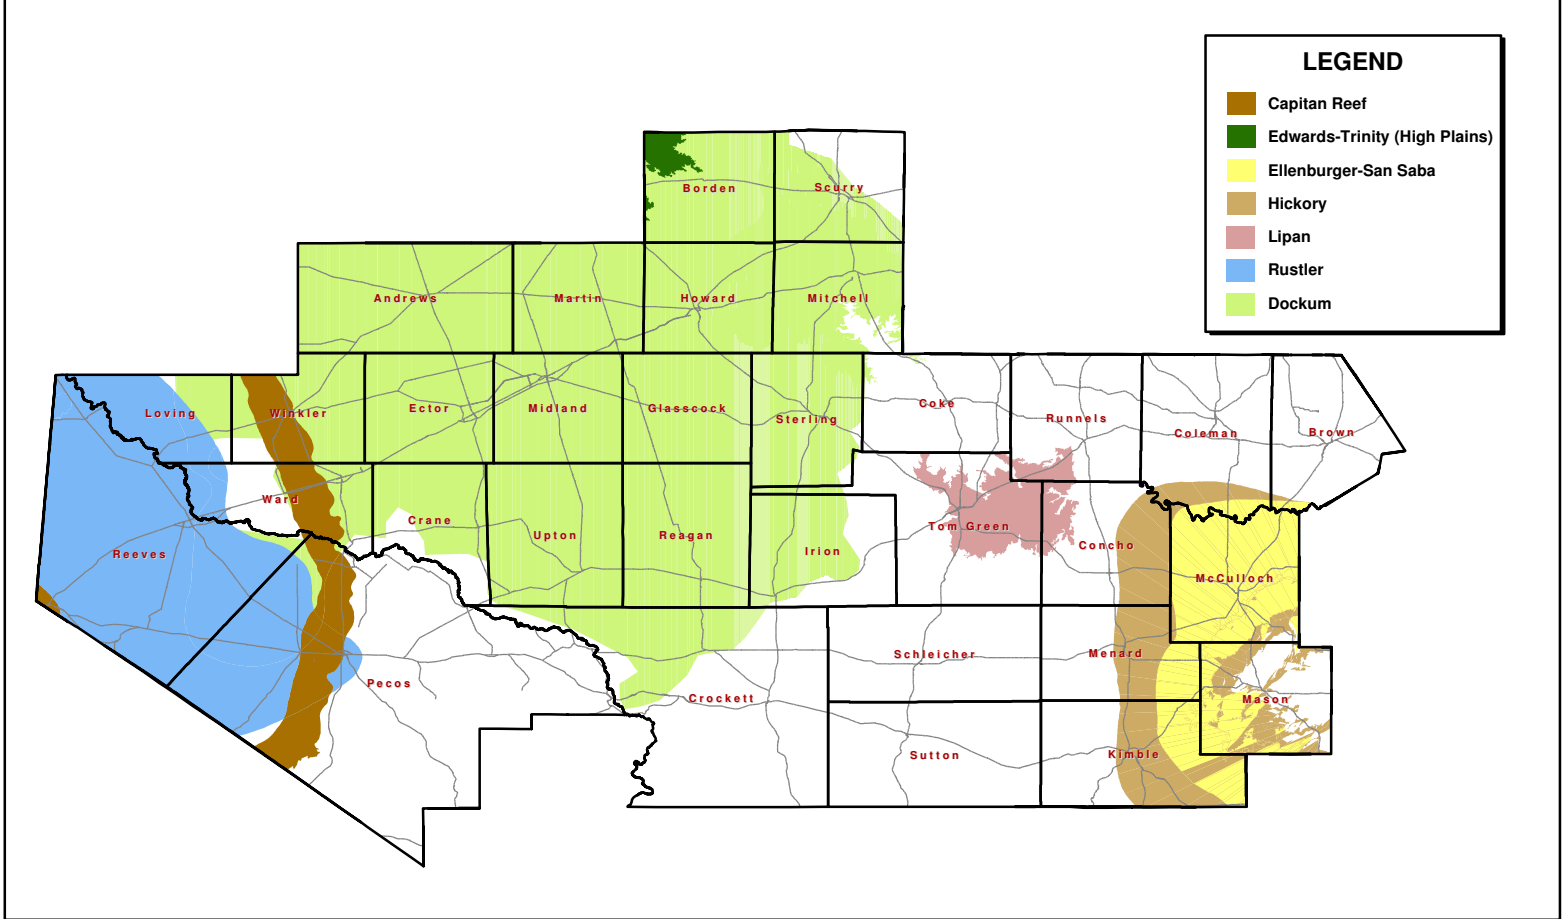 LEGEND
Capitan Reef
Edwards-Trinity (High Plains)
Ellenburger-San Saba
Hickory
Lipan
Rustler
Dockum
Borden
Scurry
Andrews
Martin
Howard
Mitchell
Loving
Winkler
Ector
Midland
Glasscock
Sterling
Coke
Runnels
Coleman
Brown
Ward
Crane
Upton
Reagan
Irion
Tom Green
Concho
McCulloch
Reeves
Pecos
Crockett
Schleicher
Menard
Mason
Sutton
Kimble